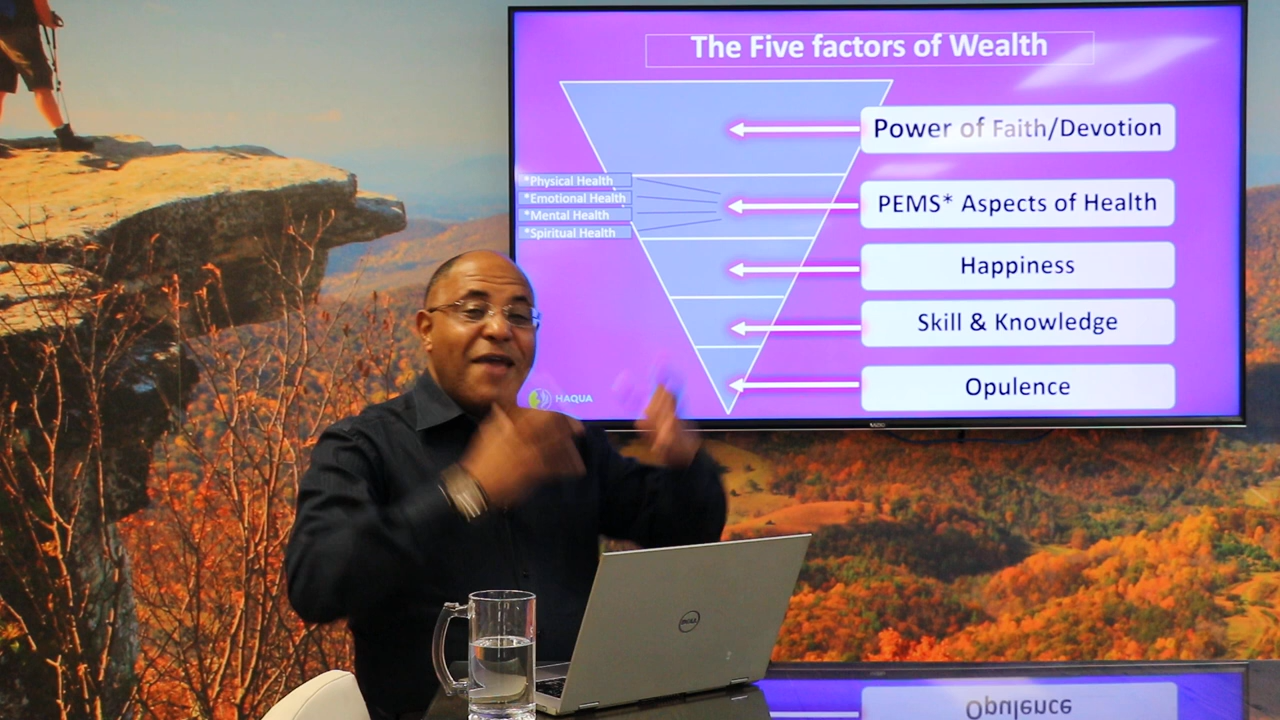 The Five factors of Wealth
Power of Faith/Devotion
*Physical Health
*Emotional Health
*Mental Health
*Spiritual Health
PEMS* Aspects of Health
Happiness
Skill & Knowledge
Opulence
HAQUA
DELL
Opulence